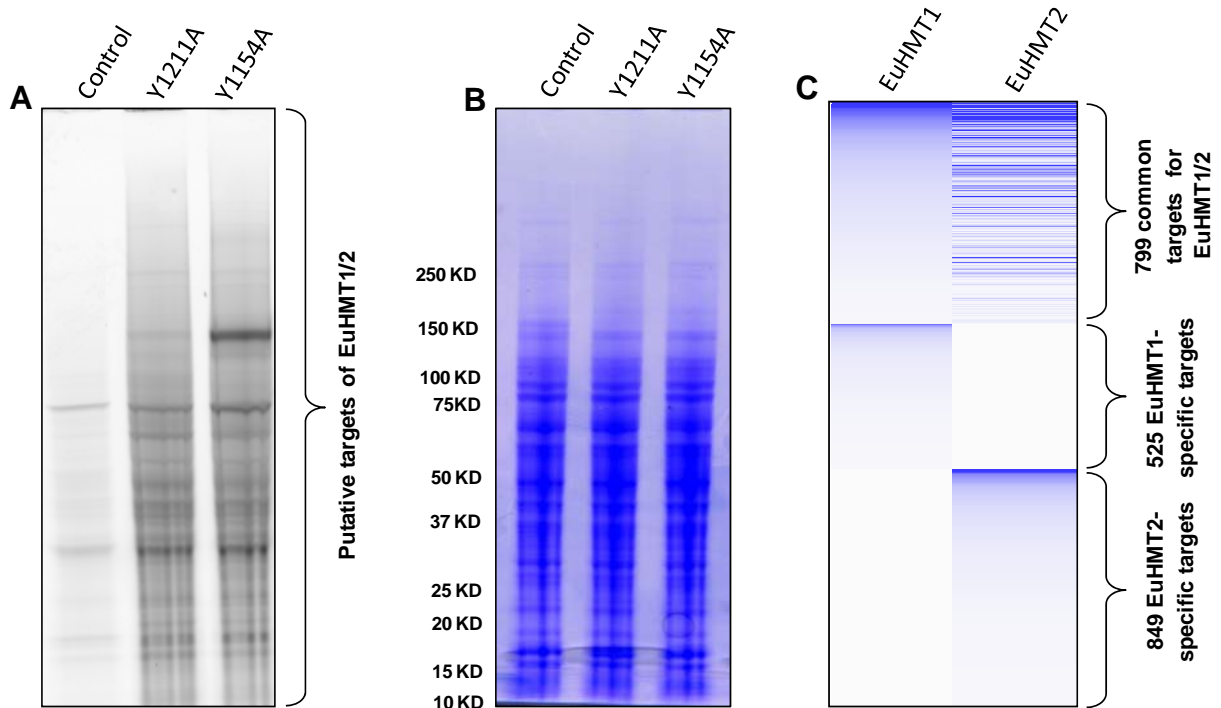 A
Control
Y1211A
Y1154A
Putative targets of EuHMT1/2
B
Control
Y1211A
Y1154A
250 KD
150 KD
100 KD
75KD
50 KD
37 KD
25 KD
20 KD
15 KD
10 KD
C
EuHMT1
EuHMT2
799 common
targets for
EuHMT1/2
525 EuHMT1-
specific targets
849 EuHMT2-
specific targets